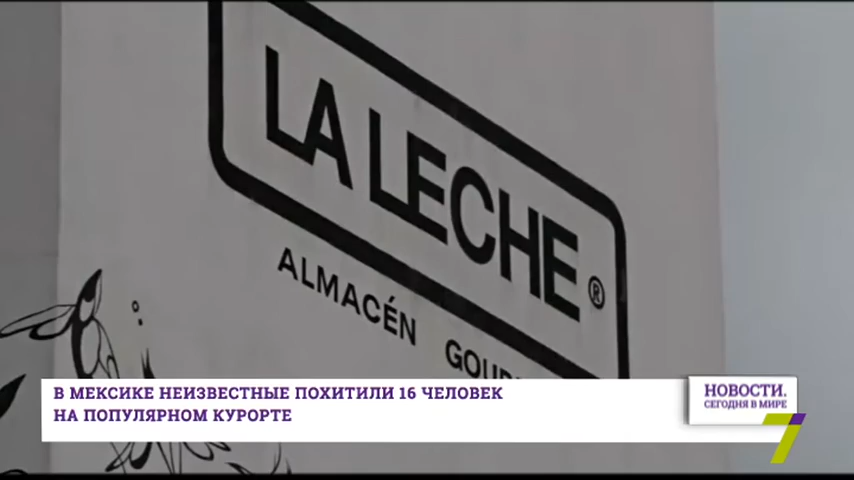 LA LECHE®
ALMACÉN
В МЕКСИКЕ НЕИЗВЕСТНЫЕ ПОХИТИЛИ 16 ЧЕЛОВЕК
НА ПОПУЛЯРНОМ КУРОРТЕ
НОВОСТИ.
СЕГОДНЯ В МИРЕ
7